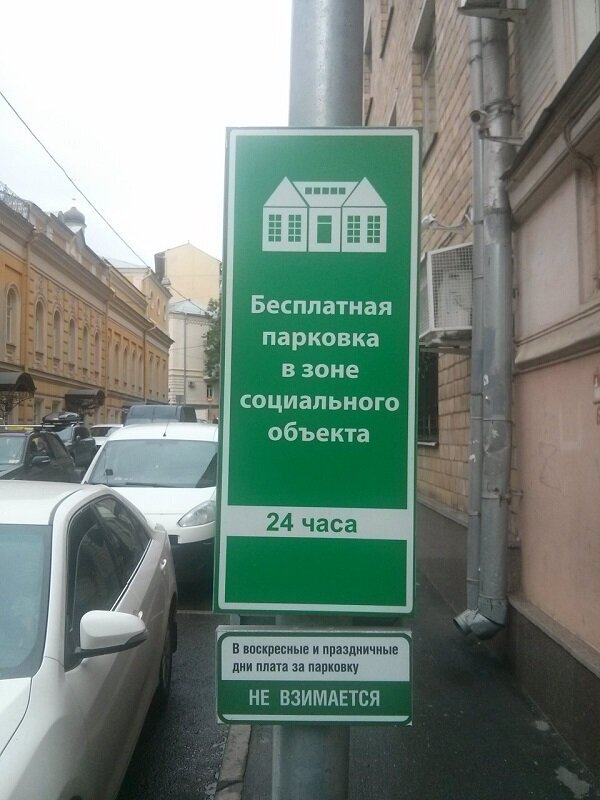 Бесплатная
парковка
в зоне
социального
объекта
24 часа
В воскресные и праздничные
дни плата за парковку
НЕ ВЗИМАЕТСЯ